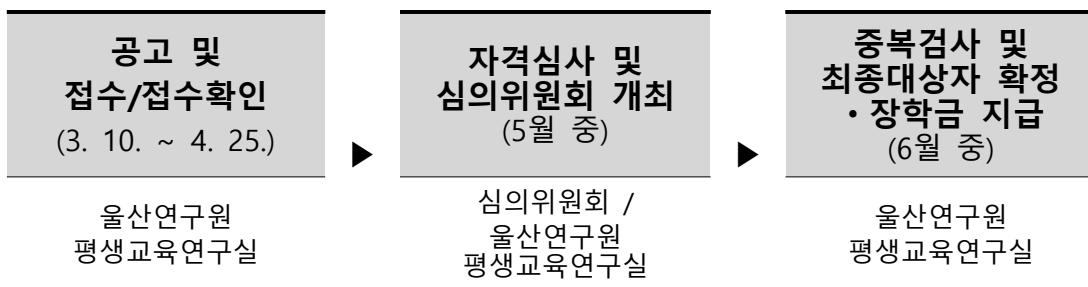 공고 및
접수/접수확인
(3. 10. ~ 4. 25.)
울산연구원
평생교육연구실
▶
자격심사 및
심의위원회 개최
(5월 중)
심의위원회 /
울산연구원
평생교육연구실
▶
중복검사 및
최종대상자 확정
・장학금 지급
(6월 중)
울산연구원
평생교육연구실